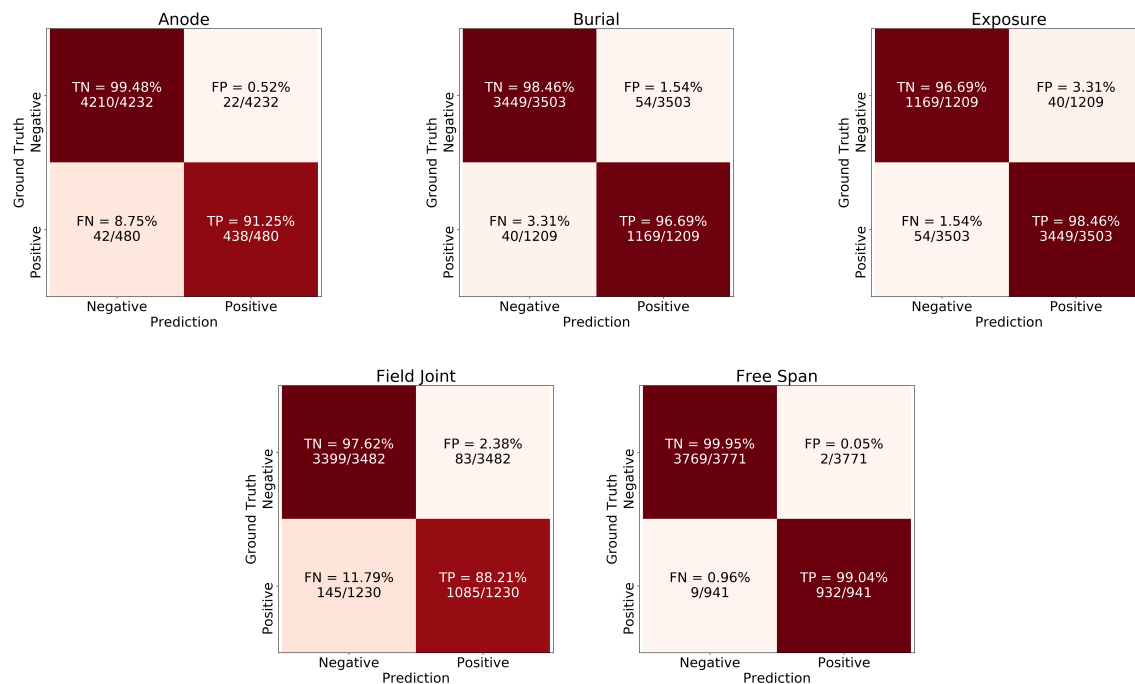 Anode
TN = 99.48%
4210/4232
FP = 0.52%
22/4232
FN = 8.75%
42/480
TP = 91.25%
438/480
Ground Truth
Negative
Positive
Negative
Positive
Prediction
Burial
TN = 98.46%
3449/3503
FP = 1.54%
54/3503
FN = 3.31%
40/1209
TP = 96.69%
1169/1209
Ground Truth
Negative
Positive
Negative
Positive
Prediction
Exposure
TN = 96.69%
1169/1209
FP = 3.31%
40/1209
FN = 1.54%
54/3503
TP = 98.46%
3449/3503
Ground Truth
Negative
Positive
Negative
Positive
Prediction
Field Joint
TN = 97.62%
3399/3482
FP = 2.38%
83/3482
FN = 11.79%
145/1230
TP = 88.21%
1085/1230
Ground Truth
Negative
Positive
Negative
Positive
Prediction
Free Span
TN = 99.95%
3769/3771
FP = 0.05%
2/3771
FN = 0.96%
9/941
TP = 99.04%
932/941
Ground Truth
Negative
Positive
Negative
Positive
Prediction